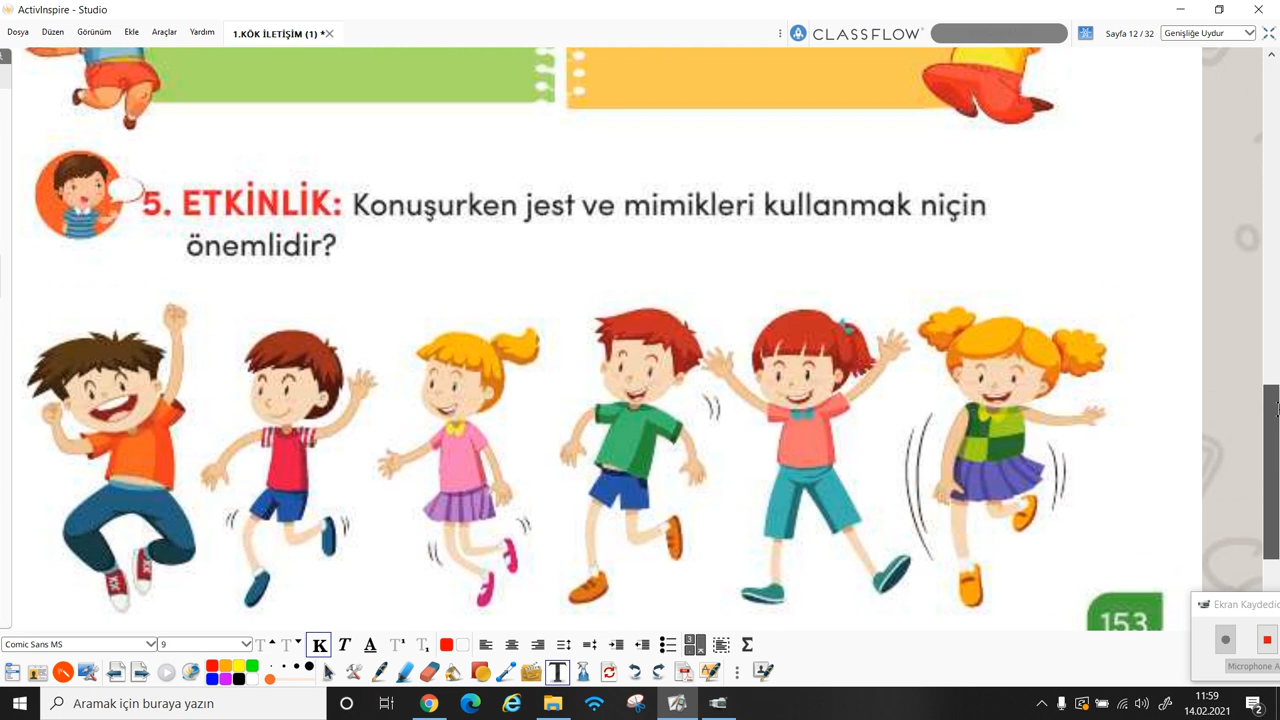 ActivInspire - Studio
Dosya Düzen Görünüm Ekle Araçlar Yardım 1.KÖK İLETİŞİM (1) * CLASSFLOW Sayfa 12 / 32 Genişliğe Uydur
5. ETKİNLİK: Konuşurken jest ve mimikleri kullanmak niçin
önemlidir?
153
Ekran Kaydedic
Microphone A
Comic Sans MS 9 K T A
Aramak için buraya yazın
11:59
14.02.2021
2